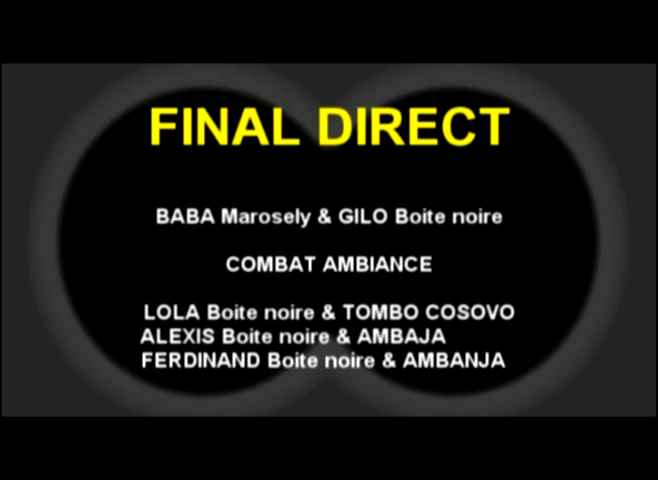 FINAL DIRECT
BABA Marosely & GILO Boite noire
COMBAT AMBIANCE
LOLA Boite noire & TOMBO COSOVO
ALEXIS Boite noire & AMBAJA
FERDINAND Boite noire & AMBANJA